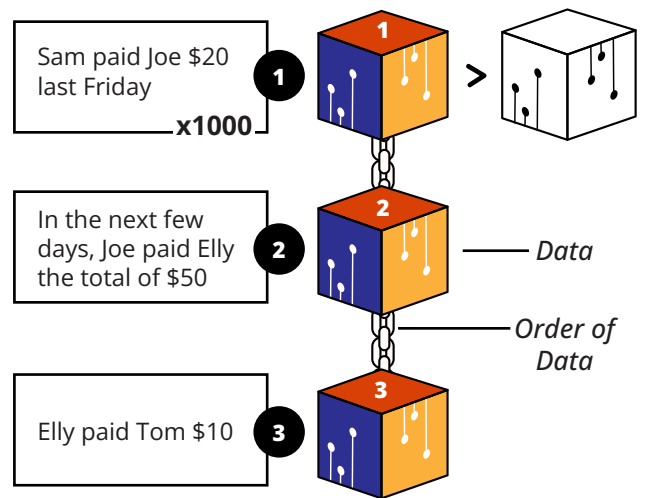 Sam paid Joe $20
last Friday
x1000
1
1
>
In the next few
days, Joe paid Elly
the total of $50
2
2
Data
Order of
Data
Elly paid Tom $10
3
3